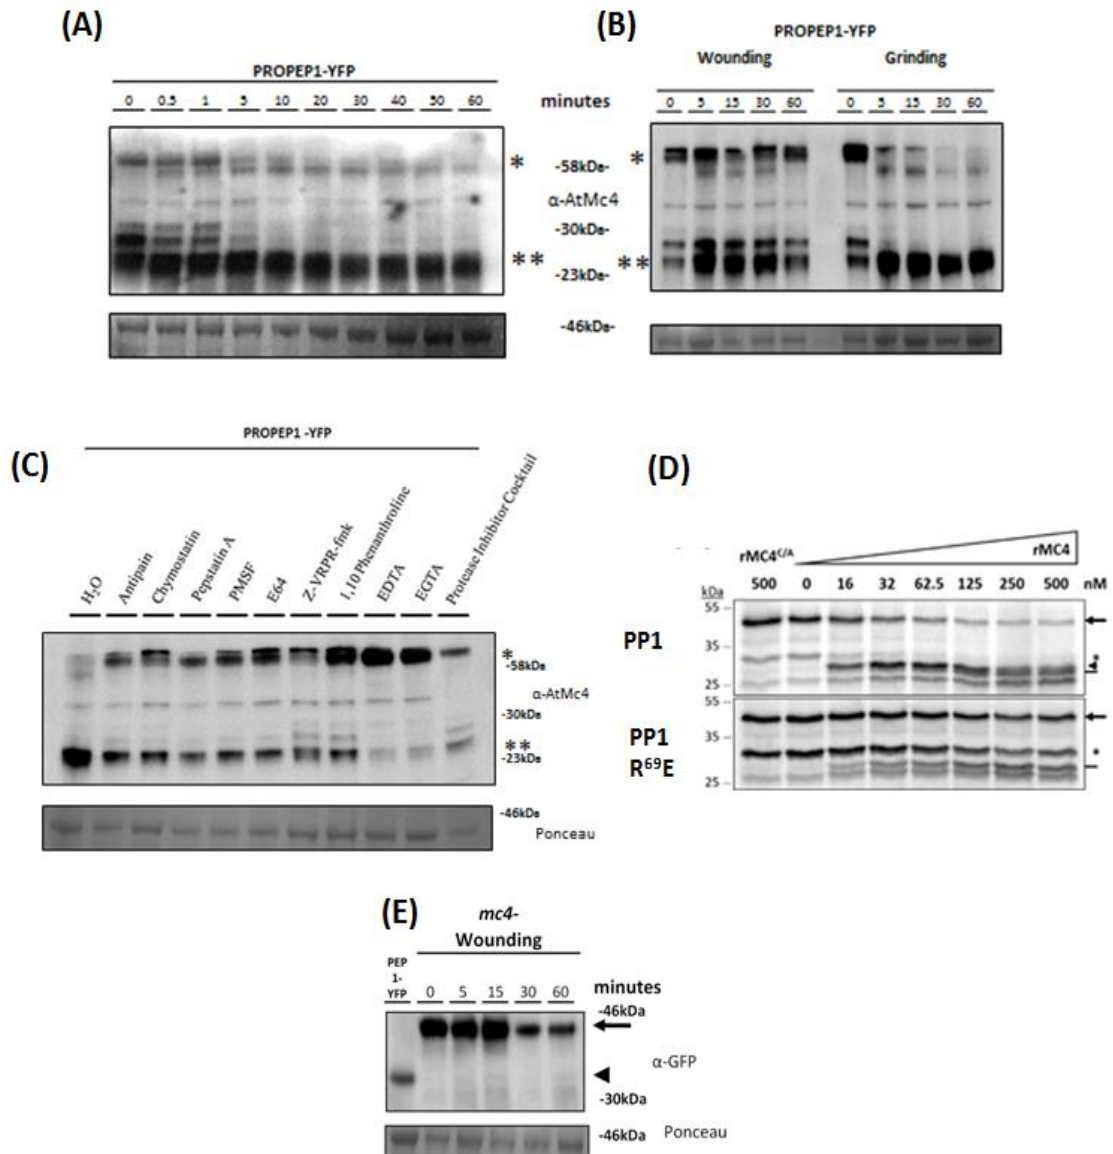 (A)
PROPEP1-YFP
0 0.5 1 5 10 20 30 40 50 60
minutes
*
**
(B)
PROPEP1-YFP
Wounding Grinding
0 5 15 30 60 0 5 15 30 60
-58kDa-
*
α-AtMc4
-30kDa-
**
-23kDa-
-46kDa-
(C)
PROPEP1 -YFP
H2O
Antipain
Chymostatin
Pepstatin A
PMSF
E64
Z-VRPR-fmk
1,10 Phenanthroline
EDTA
EGTA
Protease Inhibitor Cocktail
*
-58kDa
α-AtMc4
-30kDa
**
-23kDa
-46kDa
Ponceau
(D)
rMC4C/A rMC4
kDa 500 0 16 32 62.5 125 250 500 nM
55
PP1
35
*
25
55
PP1
R69E
35
*
25
(E)
mc4-
Wounding
PEP
1-
YFP
0 5 15 30 60
minutes
-46kDa
α-GFP
-30kDa
-46kDa Ponceau